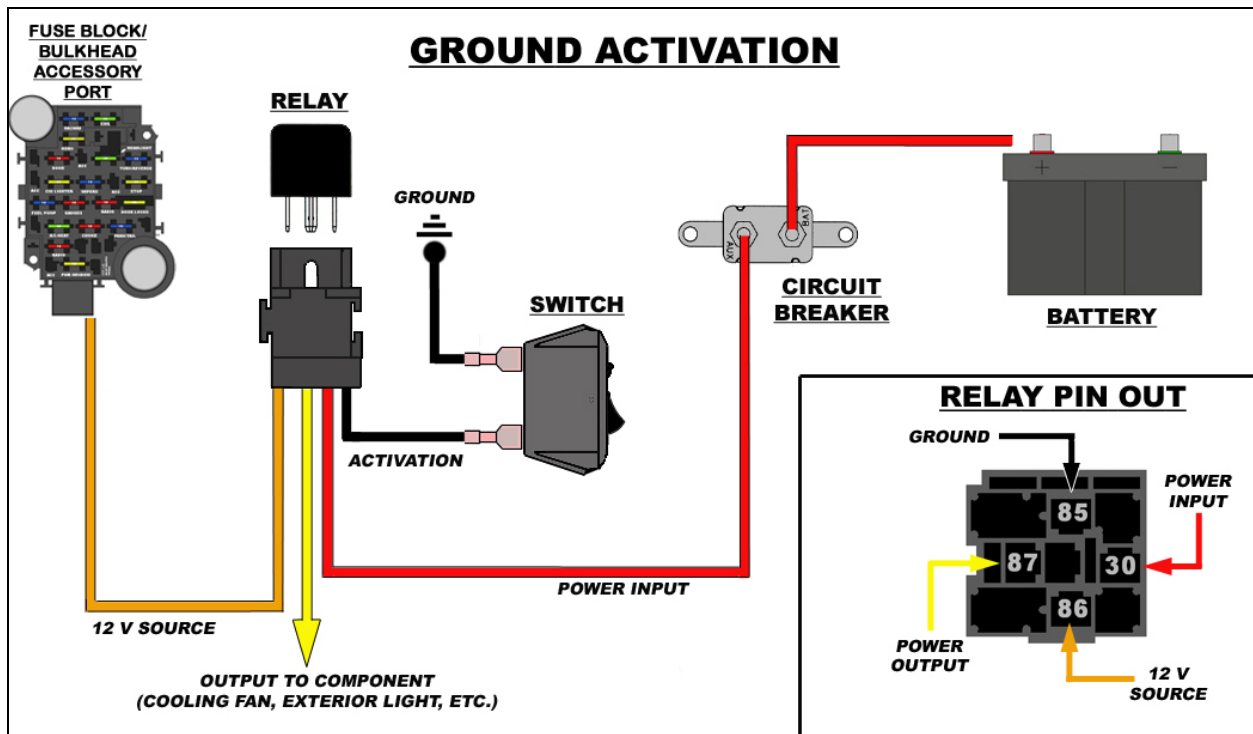 FUSE BLOCK/
BULKHEAD
ACCESSORY
PORT
GROUND ACTIVATION
RELAY
GROUND
SWITCH
ACTIVATION
+
−
AUX
BAT
CIRCUIT
BREAKER
BATTERY
POWER INPUT
12 V SOURCE
OUTPUT TO COMPONENT
(COOLING FAN, EXTERIOR LIGHT, ETC.)
RELAY PIN OUT
GROUND
POWER
INPUT
85
87
30
86
POWER
OUTPUT
12 V
SOURCE